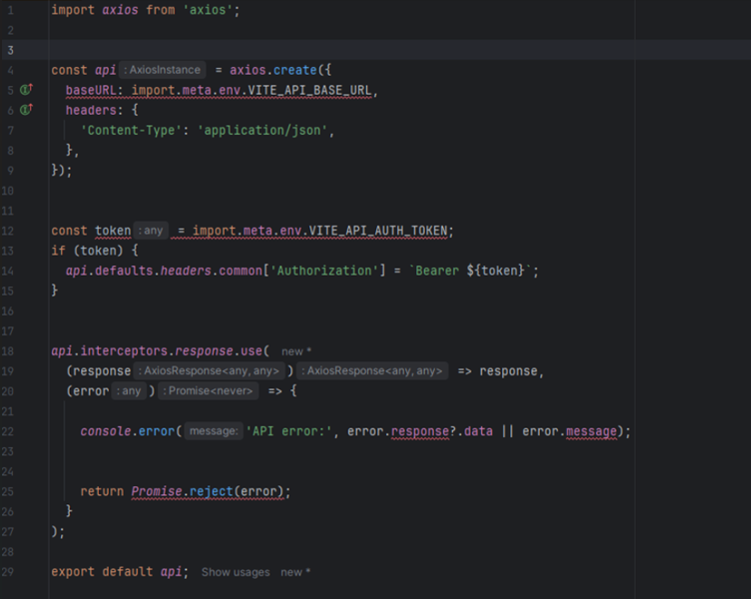 1 import axios from 'axios';
2
3
4 const api : AxiosInstance = axios.create({
5 baseURL: import.meta.env.VITE_API_BASE_URL,
6 headers: {
7 'Content-Type': 'application/json',
8 },
9 });
10
11
12 const token : any = import.meta.env.VITE_API_AUTH_TOKEN;
13 if (token) {
14 api.defaults.headers.common['Authorization'] = `Bearer ${token}`;
15 }
16
17
18 api.interceptors.response.use( new *
19 (response : AxiosResponse<any, any> ) : AxiosResponse<any, any> => response,
20 (error : any ) : Promise<never> => {
21
22 console.error( message: 'API error:', error.response?.data || error.message);
23
24
25 return Promise.reject(error);
26 }
27 );
28
29 export default api; Show usages new *